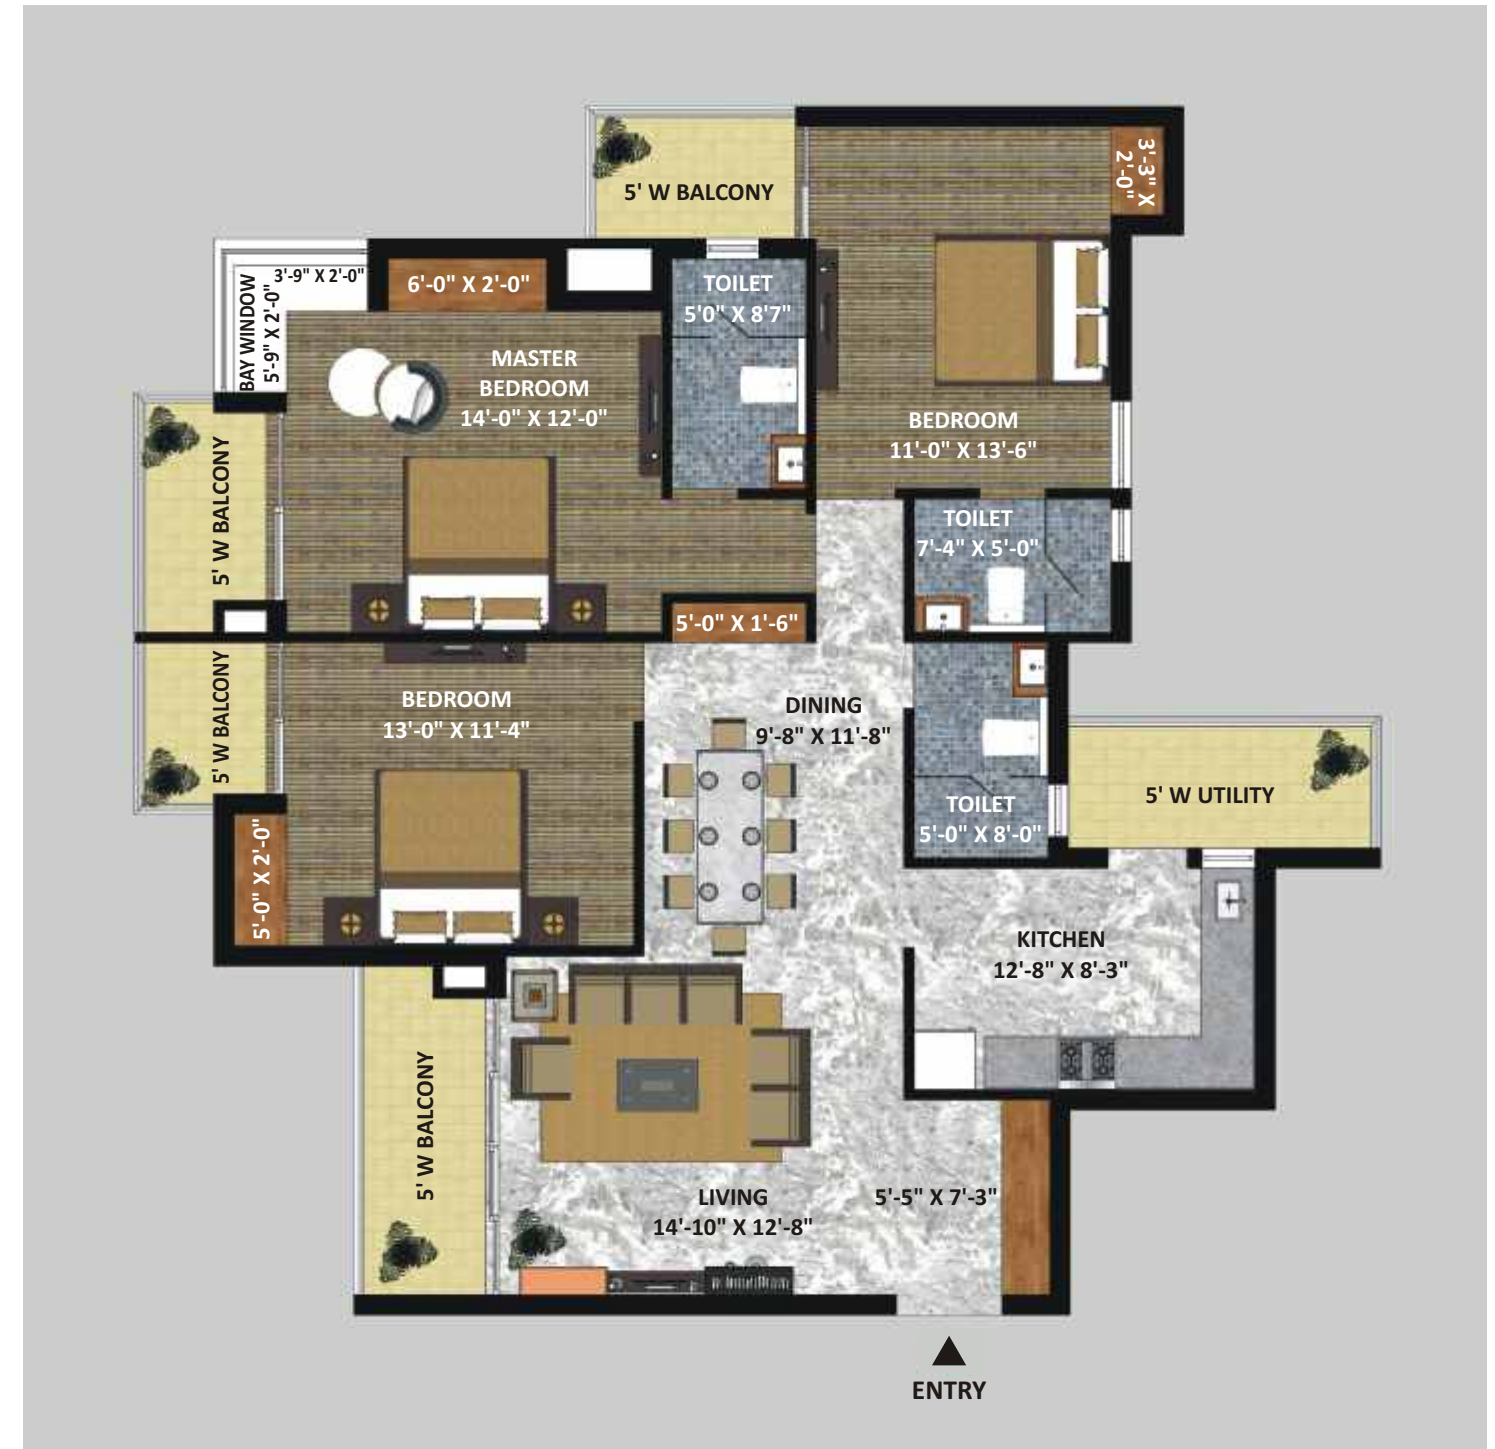 5' W BALCONY
3'-3" X
2'-0"
3'-9" X 2'-0"
BAY WINDOW
5'-9" X 2'-0"
6'-0" X 2'-0"
TOILET
5'0" X 8'7"
MASTER
BEDROOM
14'-0" X 12'-0"
BEDROOM
11'-0" X 13'-6"
5' W BALCONY
TOILET
7'-4" X 5'-0"
5'-0" X 1'-6"
5' W BALCONY
BEDROOM
13'-0" X 11'-4"
DINING
9'-8" X 11'-8"
TOILET
5'-0" X 8'-0"
5' W UTILITY
5'-0" X 2'-0"
KITCHEN
12'-8" X 8'-3"
5' W BALCONY
LIVING
14'-10" X 12'-8"
5'-5" X 7'-3"
ENTRY